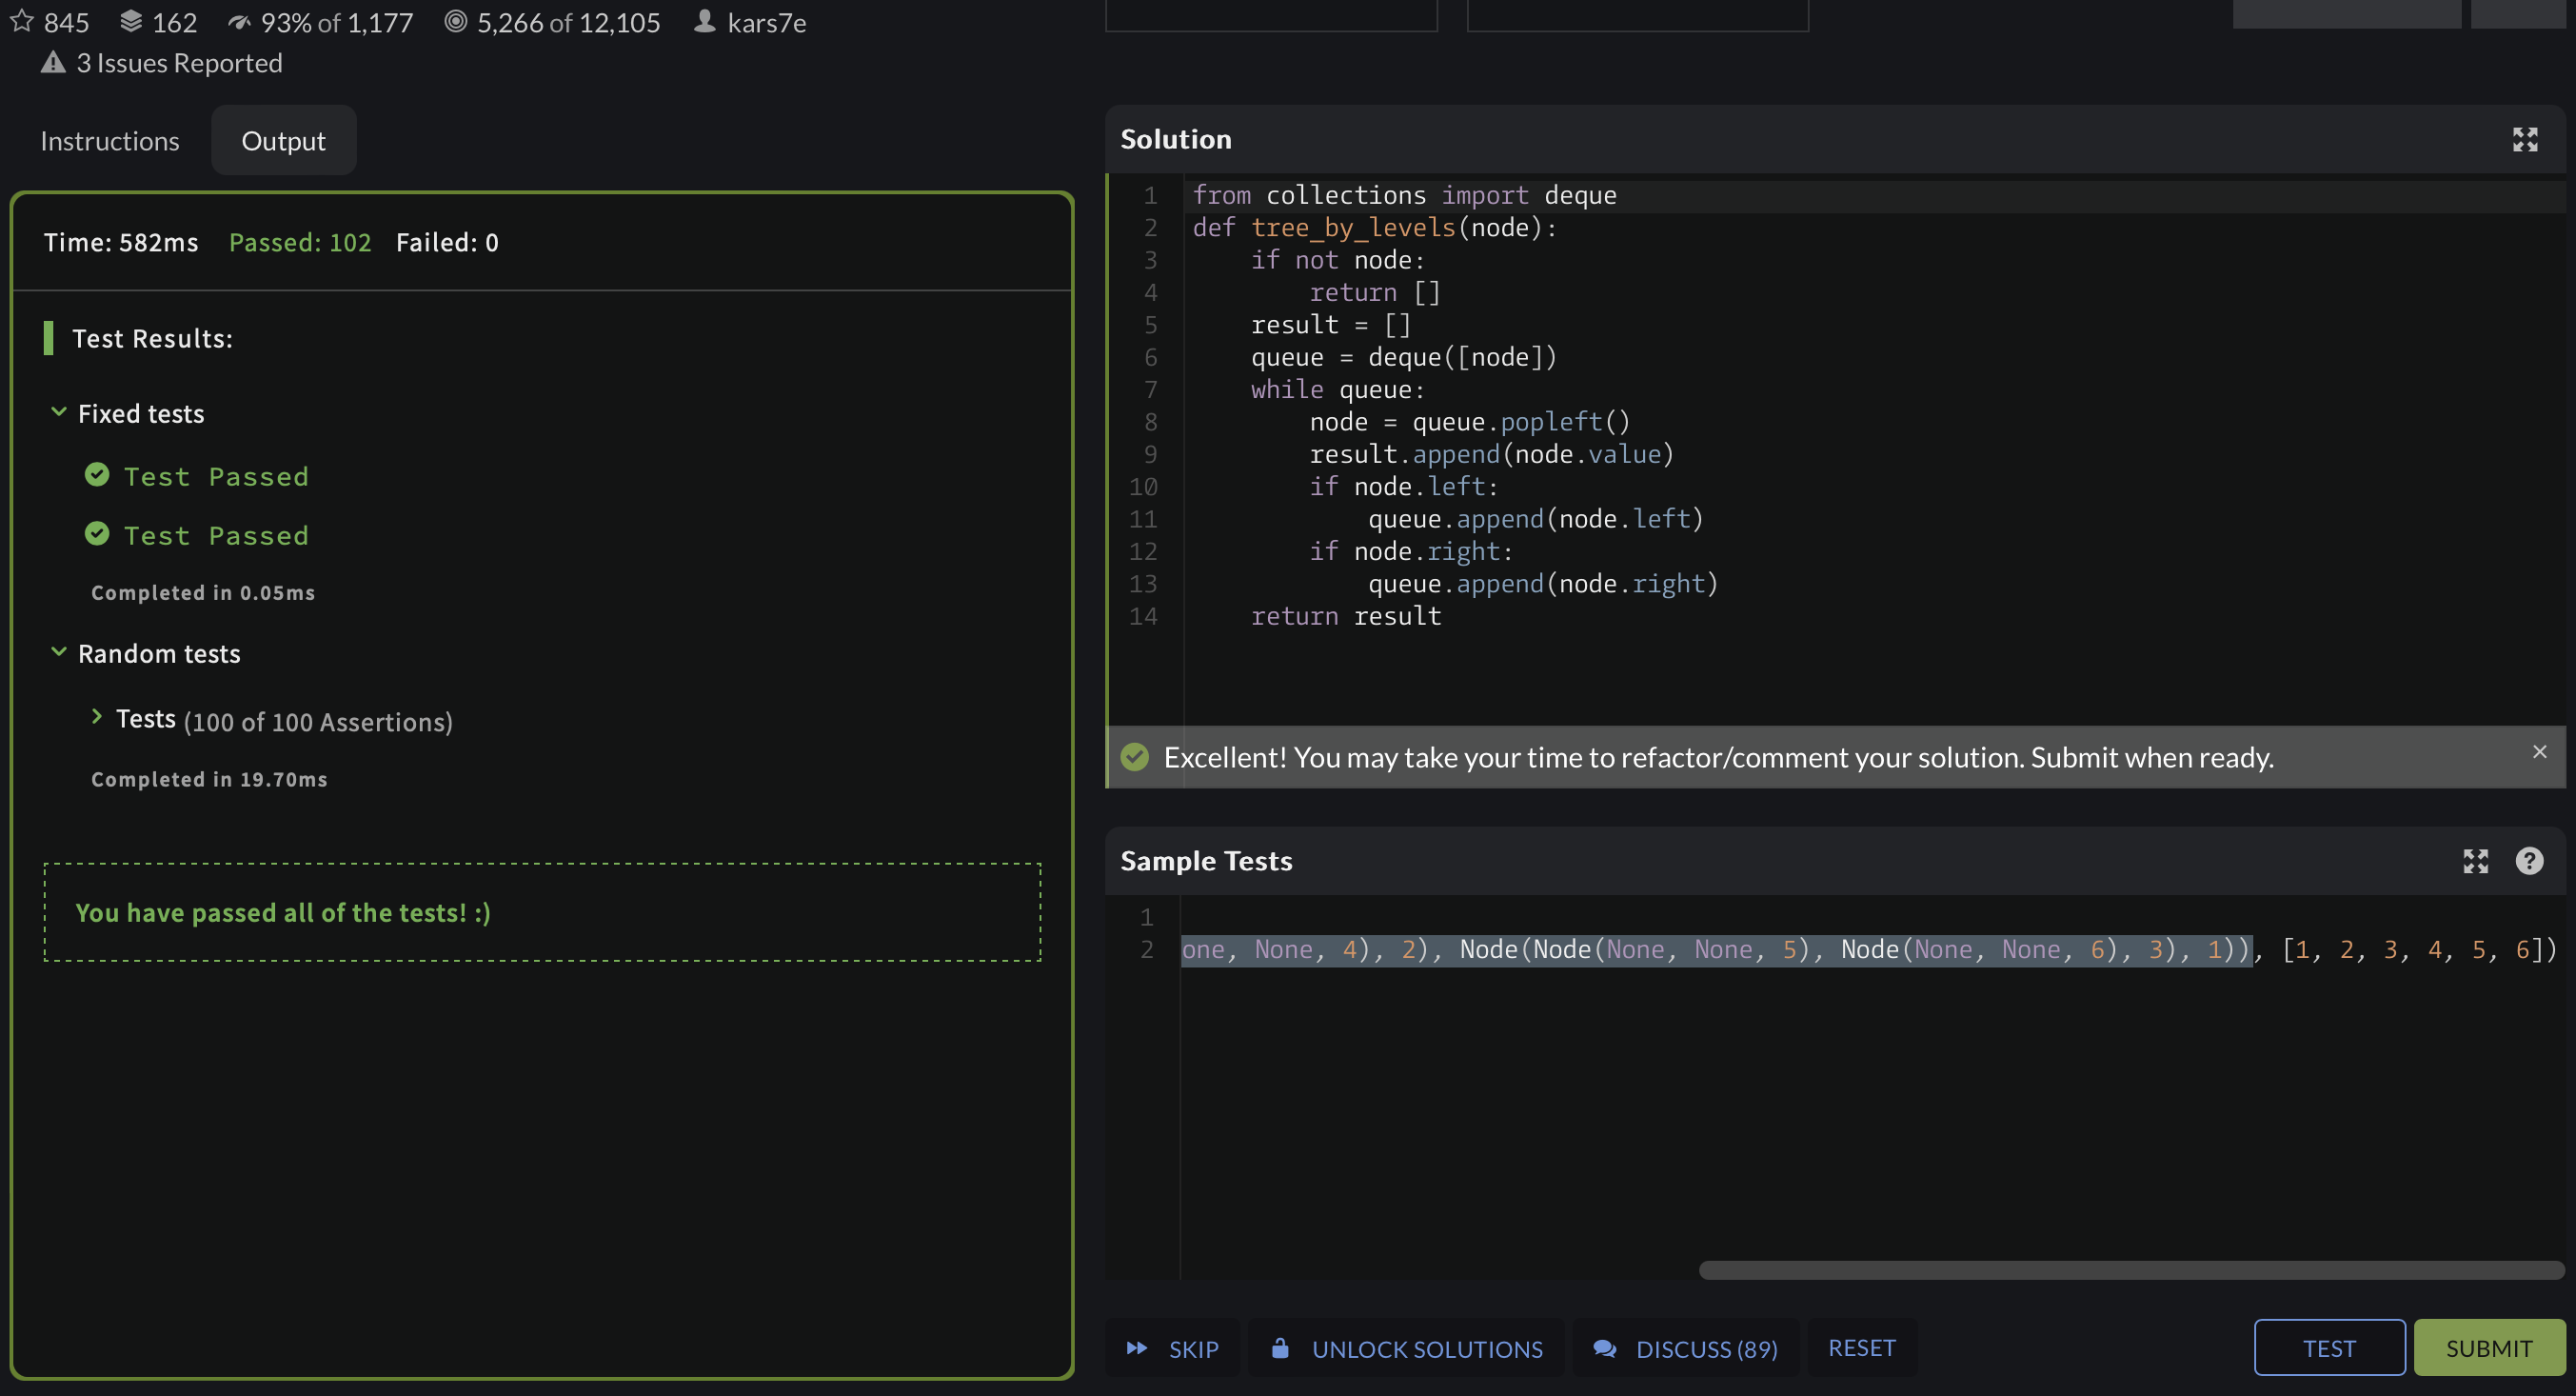 845 162 93% of 1,177 5,266 of 12,105 kars7e
3 Issues Reported
Instructions Output
Time: 582ms Passed: 102 Failed: 0
Test Results:
Fixed tests
Test Passed
Test Passed
Completed in 0.05ms
Random tests
Tests (100 of 100 Assertions)
Completed in 19.70ms
You have passed all of the tests! :)
Solution
1 from collections import deque
2 def tree_by_levels(node):
3     if not node:
4         return []
5     result = []
6     queue = deque([node])
7     while queue:
8         node = queue.popleft()
9         result.append(node.value)
10         if node.left:
11             queue.append(node.left)
12         if node.right:
13             queue.append(node.right)
14     return result
Excellent! You may take your time to refactor/comment your solution. Submit when ready.
Sample Tests
1
2 one, None, 4), 2), Node(Node(None, None, 5), Node(None, None, 6), 3), 1)), [1, 2, 3, 4, 5, 6])
SKIP UNLOCK SOLUTIONS DISCUSS (89) RESET TEST SUBMIT